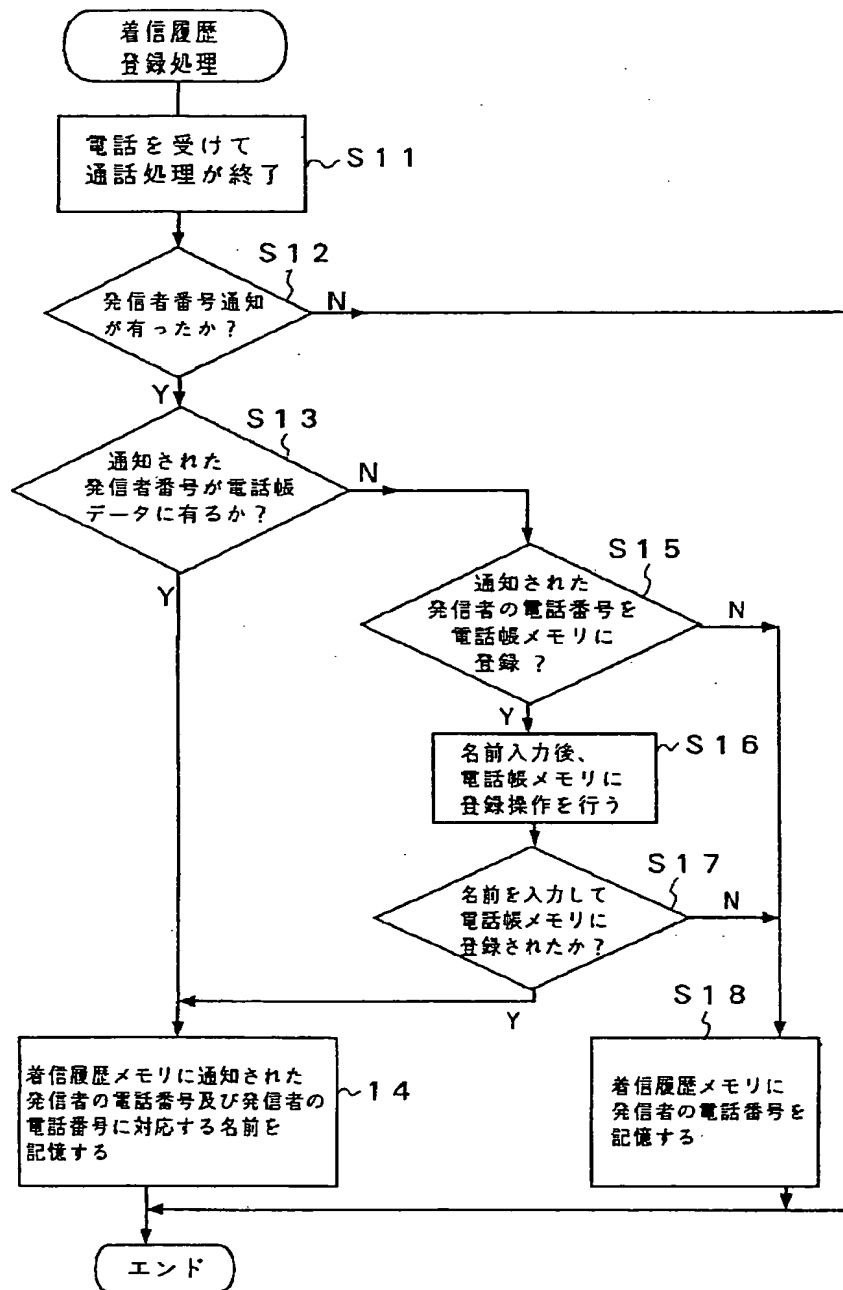 着信履歴
登録処理
電話を受けて
通話処理が終了
S11
S12
発信者番号通知
が有ったか？
N
Y
S13
通知された
発信者番号が電話帳
データに有るか？
N
Y
S15
通知された
発信者の電話番号を
電話帳メモリに
登録？
N
Y
名前入力後、
電話帳メモリに
登録操作を行う
S16
S17
名前を入力して
電話帳メモリに
登録されたか？
N
Y
着信履歴メモリに通知された
発信者の電話番号及び発信者の
電話番号に対応する名前を
記憶する
14
S18
着信履歴メモリに
発信者の電話番号を
記憶する
エンド